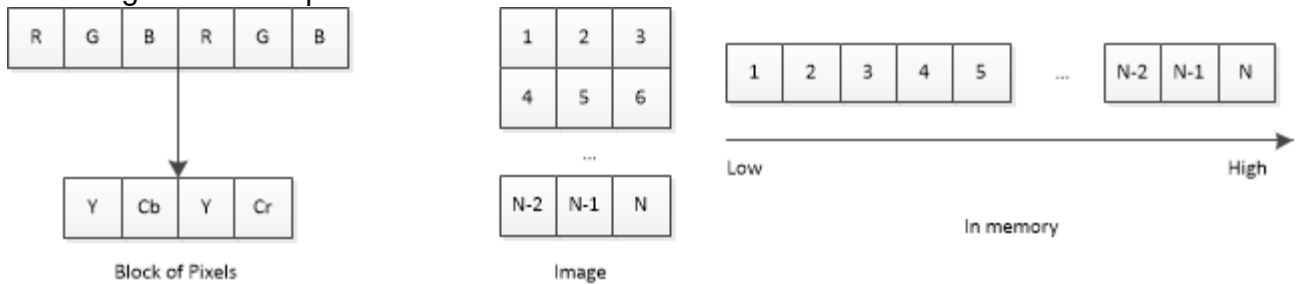 R G B R G B
Y Cb Y Cr
Block of Pixels
1 2 3
4 5 6
...
N-2 N-1 N
Image
1 2 3 4 5 ... N-2 N-1 N
Low High
In memory